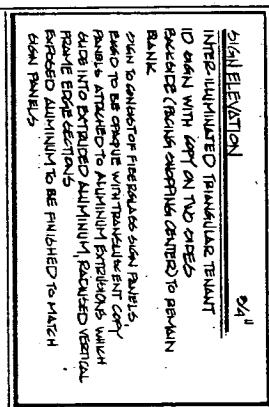 SIGN ELEVATION 3/4"
INTER-ILLUMINATED TRIANGULAR TENANT
ID SIGN WITH COPY ON TWO SIDES
BACKSIDE (FACING SHOPPING CENTER) TO REMAIN
BLANK
SIGN TO CONSIST OF FIBERGLASS SIGN PANELS,
BKGD TO BE OPAQUE WITH TRANSLUCENT COPY
PANELS ATTACHED TO ALUMINUM EXTRUSIONS WHICH
SLIDE INTO EXTRUDED ALUMINUM, RADIUSED VERTICAL
FRAME EDGE SECTIONS
EXPOSED ALUMINUM TO BE FINISHED TO MATCH
SIGN PANELS